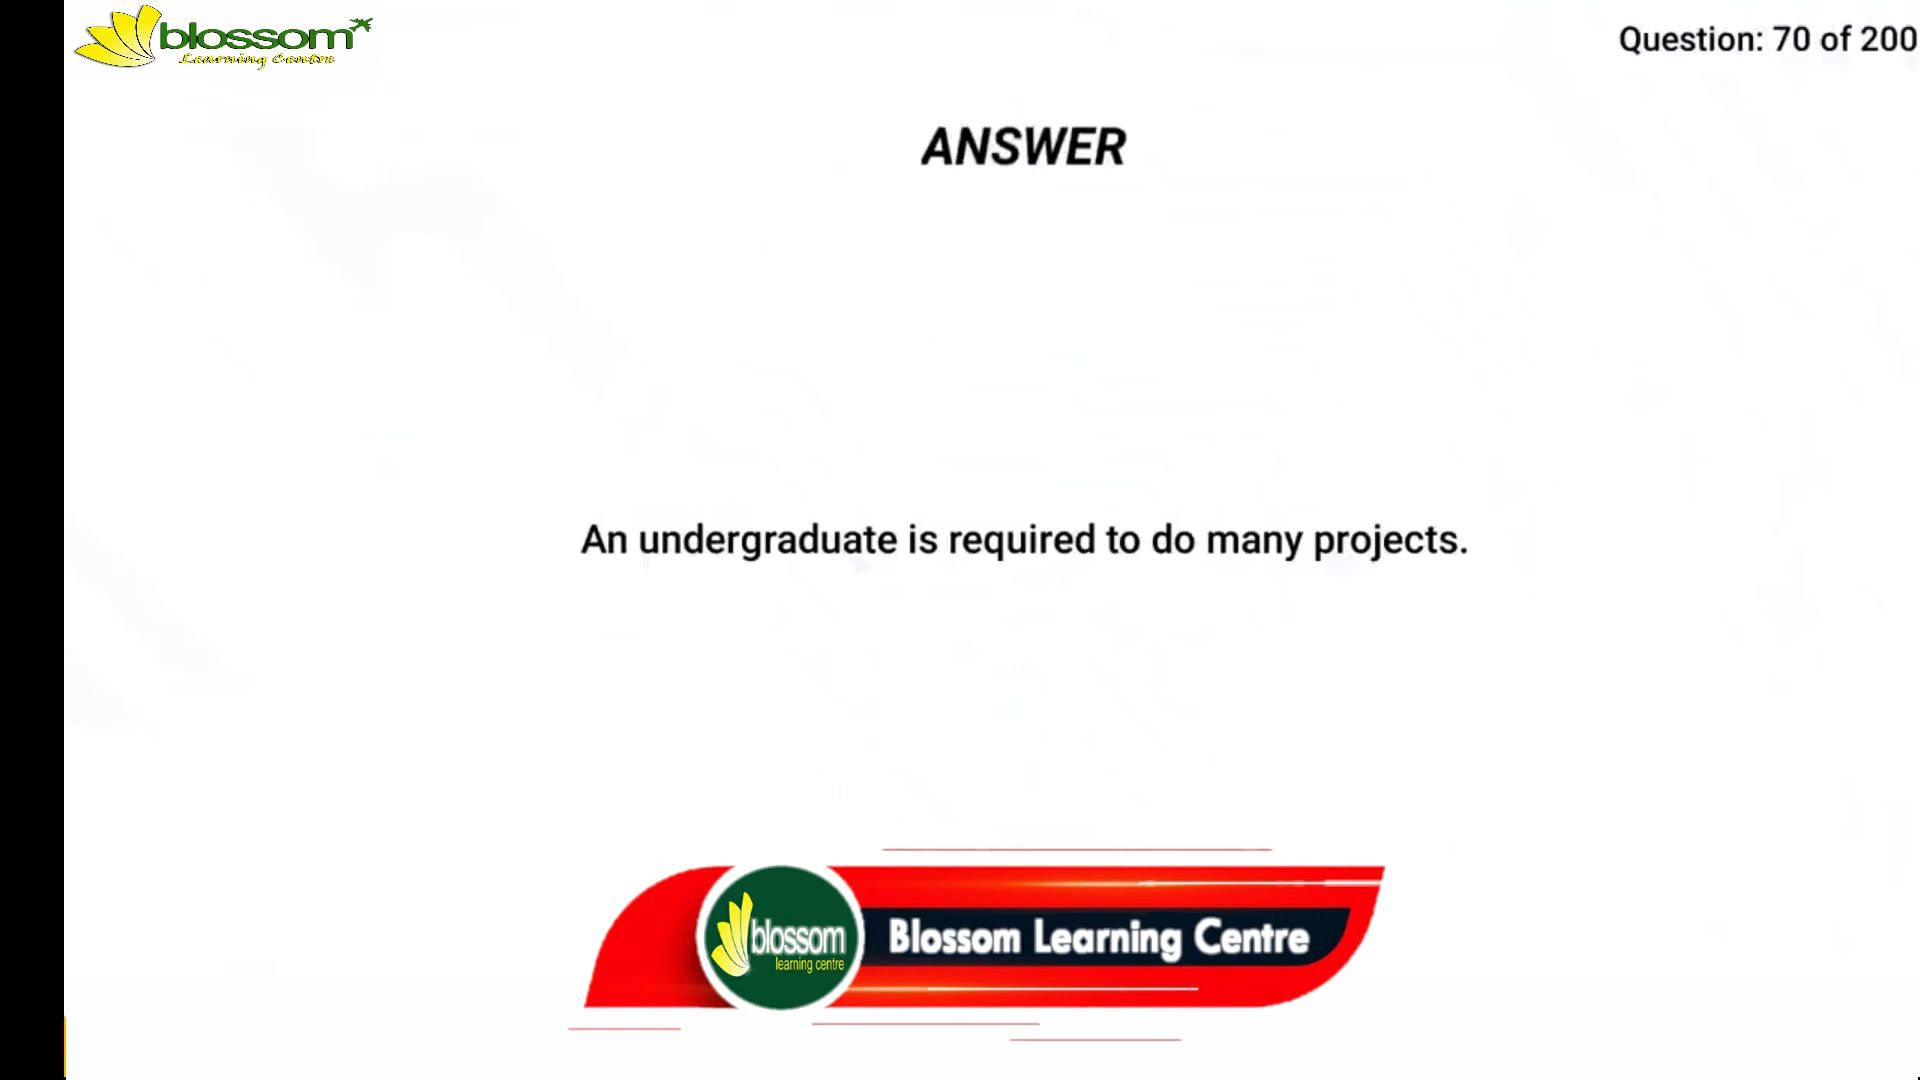 blossom
Learning Centre
Question: 70 of 200
ANSWER
An undergraduate is required to do many projects.
blossom
learning centre
Blossom Learning Centre